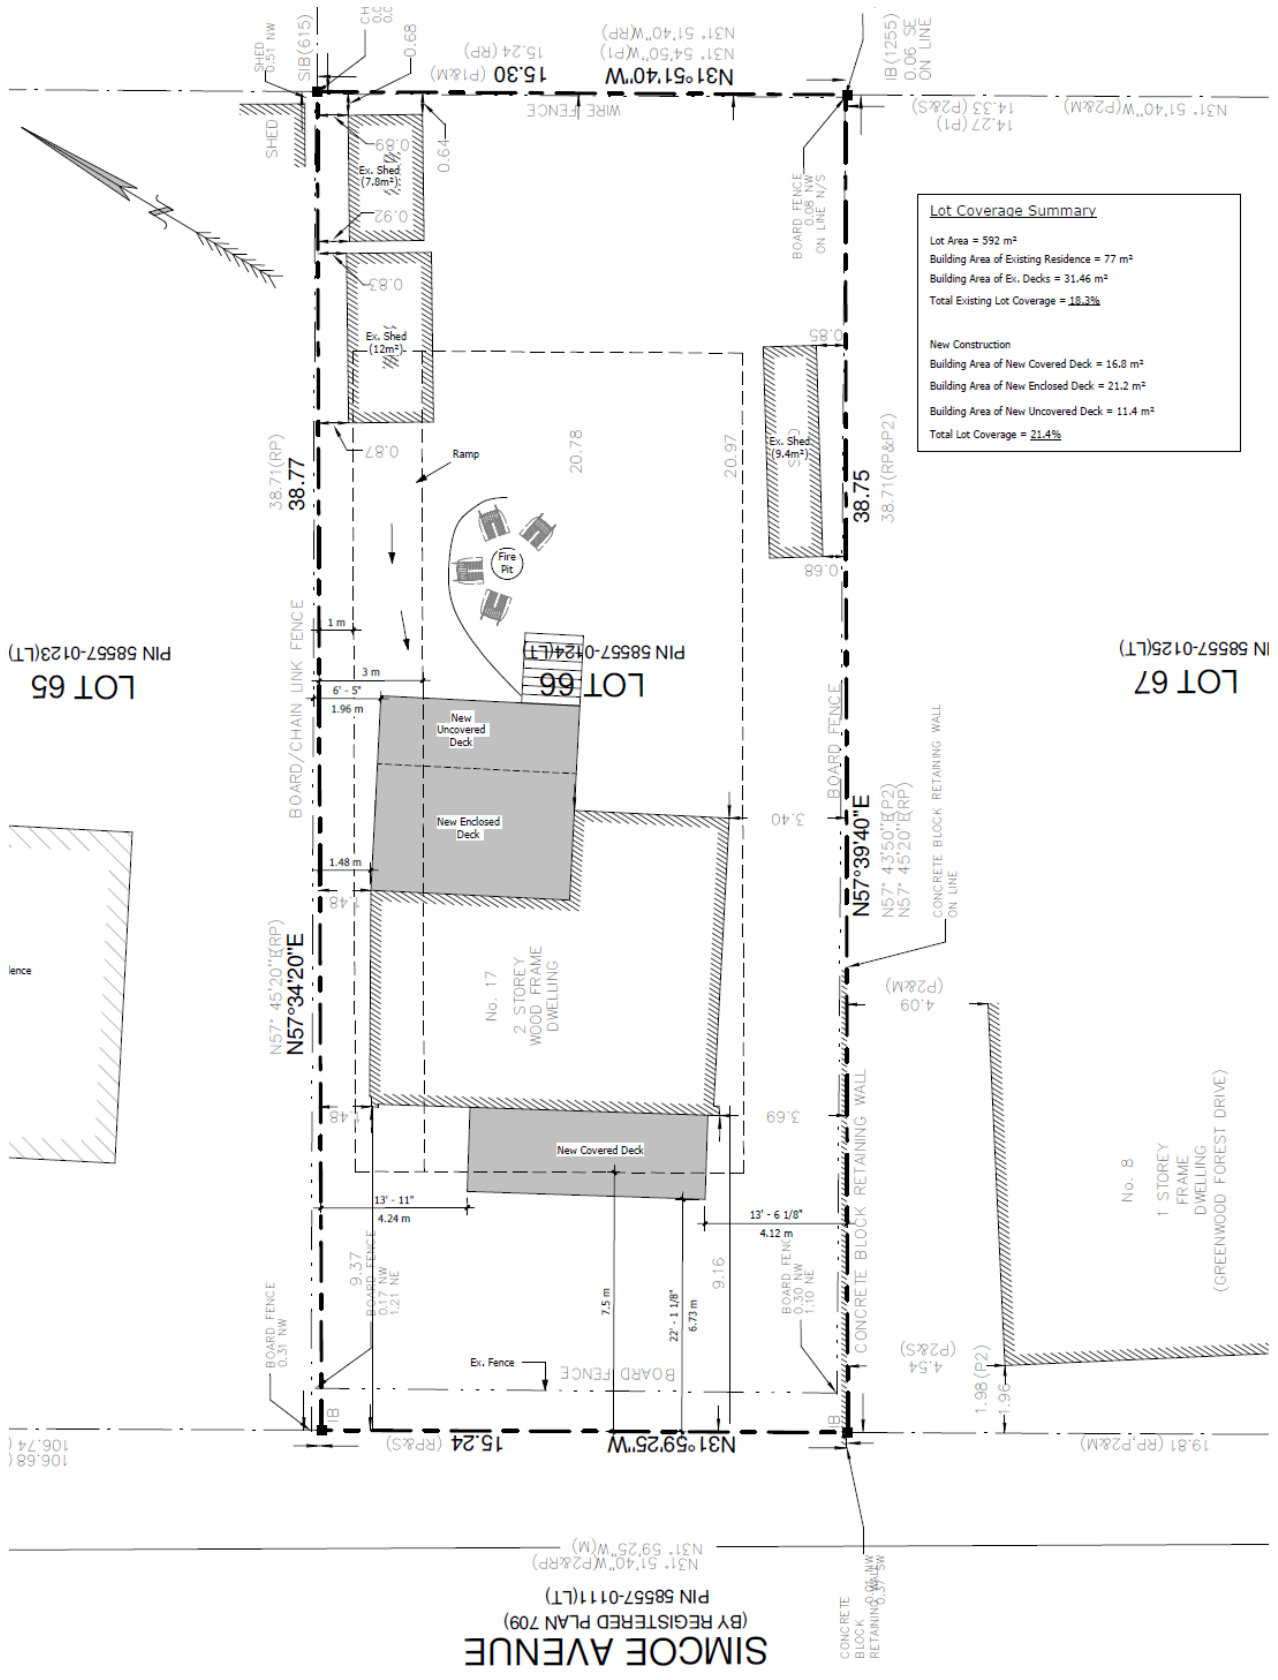 SHED
0.51 NW
SIB(615)
0.68
15.24 (RP)
15.30 (P1&M)
N31° 51'40"W(RP)
N31° 54'50"W(P1)
N31°51'40"W
IB(1255)
0.06 SE
ON LINE
N31° 51'40"W(P2&M)
14.33 (P2&S)
14.27 (P1)
WIRE FENCE
SHED
0.89
0.64
Ex. Shed
(7.8m²)
0.92
0.83
BOARD FENCE
0.08 NW
ON LINE N/S
Lot Coverage Summary
Lot Area = 592 m²
Building Area of Existing Residence = 77 m²
Building Area of Ex. Decks = 31.46 m²
Total Existing Lot Coverage = 18.3%
New Construction
Building Area of New Covered Deck = 16.8 m²
Building Area of New Enclosed Deck = 21.2 m²
Building Area of New Uncovered Deck = 11.4 m²
Total Lot Coverage = 21.4%
Ex. Shed
(12m²)
0.87
0.85
Ex. Shed
(9.4m²)
0.68
38.71(RP)
38.77
Ramp
20.78
20.97
38.75
38.71(RP&P2)
Fire
Pit
BOARD/CHAIN LINK FENCE
1 m
3 m
6' - 5"
1.96 m
PIN 58557-0123(LT)
LOT 65
PIN 58557-0124(LT)
LOT 66
PIN 58557-0125(LT)
LOT 67
New
Uncovered
Deck
New Enclosed
Deck
BOARD FENCE
3.40
N57°39'40"E
N57° 43'50"E(P2)
N57° 45'20"E(RP)
CONCRETE BLOCK RETAINING WALL
ON LINE
1.48 m
1.48
N57° 45'20"E(RP)
N57°34'20"E
No. 17
2 STOREY
WOOD FRAME
DWELLING
4.09
(P2&M)
1.48
3.69
New Covered Deck
13' - 11"
4.24 m
13' - 6 1/8"
4.12 m
9.37
BOARD FENCE
0.17 NW
1.21 NE
9.16
7.5 m
22' - 1 1/8"
6.73 m
BOARD FENCE
0.30 NW
1.10 NE
CONCRETE BLOCK RETAINING WALL
No. 8
1 STOREY
FRAME
DWELLING
(GREENWOOD FOREST DRIVE)
BOARD FENCE
0.31 NW
Ex. Fence
BOARD FENCE
4.54
(P2&S)
1.98 (P2)
1.96
IB
IB
15.24 (RP&S)
N31°59'25"W
19.81 (RP,P2&M)
106.74
106.68
N31° 59'25"W(M)
N31° 51'40"W(P2&RP)
PIN 58557-0111(LT)
(BY REGISTERED PLAN 709)
SIMCOE AVENUE
CONCRETE
BLOCK
RETAINING WALL